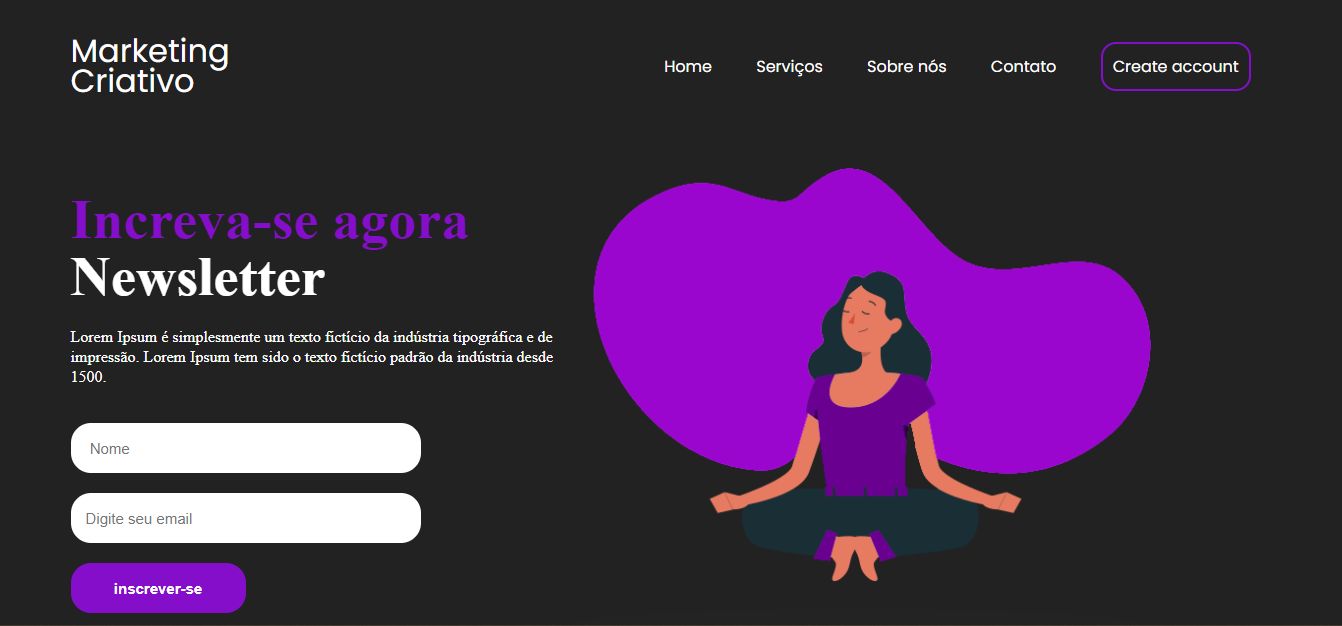 Marketing
Criativo
Home Serviços Sobre nós Contato Create account
Increva-se agora
Newsletter
Lorem Ipsum é simplesmente um texto fictício da indústria tipográfica e de
impressão. Lorem Ipsum tem sido o texto fictício padrão da indústria desde
1500.
Nome
Digite seu email
inscrever-se